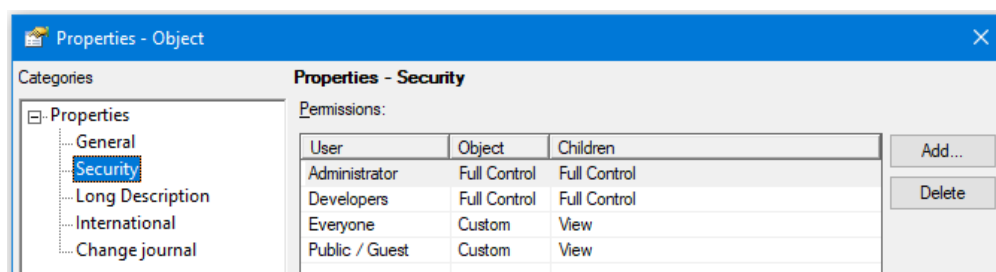 Properties - Object
Categories
Properties
General
Security
Long Description
International
Change journal
Properties - Security
Permissions:
User Object Children
Administrator Full Control Full Control
Developers Full Control Full Control
Everyone Custom View
Public / Guest Custom View
Add...
Delete